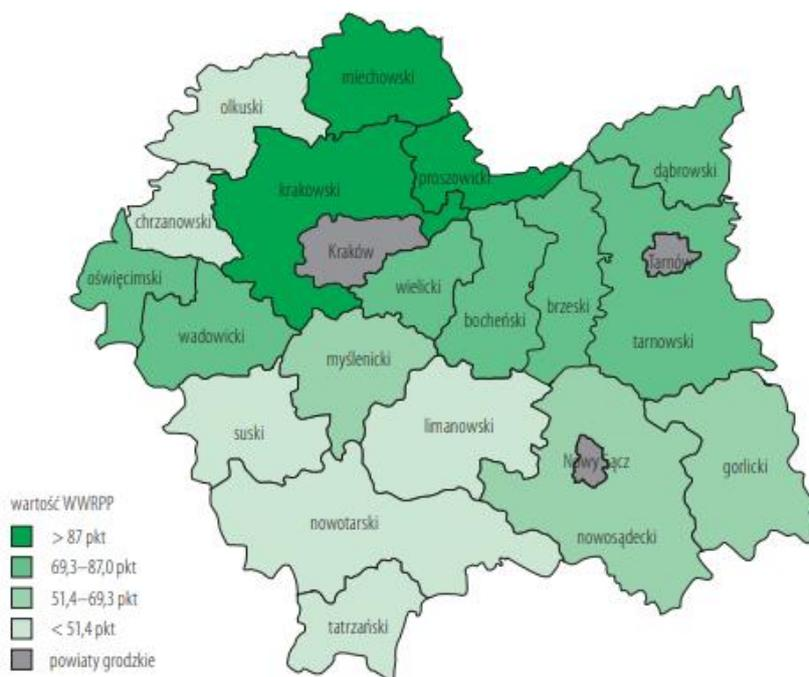 miechowski
olkuski
proszowicki
krakowski
dąbrowski
chrzanowski
Kraków
Tarnów
oświęcimski
wielicki
brzeski
bocheński
wadowicki
tarnowski
myślenicki
limanowski
suski
Nowy Sącz
gorlicki
nowotarski
nowosądecki
tatrzański
wartość WWRPP
> 87 pkt
69,3–87,0 pkt
51,4–69,3 pkt
< 51,4 pkt
powiaty grodzkie